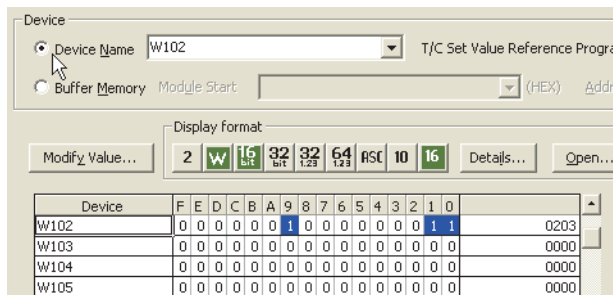 Device
Device Name W102 T/C Set Value Reference Progra
Buffer Memory Module Start (HEX) Addr
Display format
Modify Value... 2 W 16 bit 32 bit 32 1.23 64 1.23 ASC 10 16 Details... Open...
Device F E D C B A 9 8 7 6 5 4 3 2 1 0
W102 0 0 0 0 0 0 1 0 0 0 0 0 0 0 1 1 0203
W103 0 0 0 0 0 0 0 0 0 0 0 0 0 0 0 0 0000
W104 0 0 0 0 0 0 0 0 0 0 0 0 0 0 0 0 0000
W105 0 0 0 0 0 0 0 0 0 0 0 0 0 0 0 0 0000